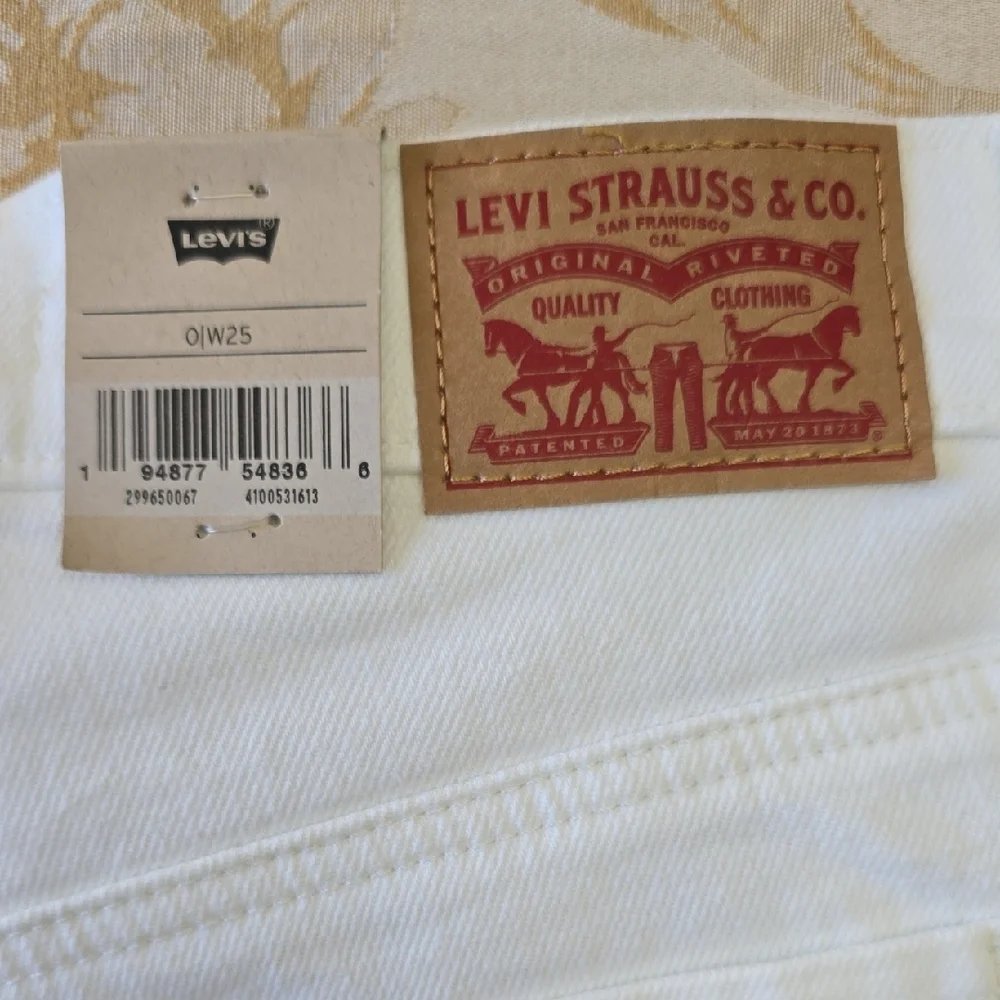 LEVI'S®
0|W25
1 94877 54836 6
299650067 4100531613
LEVI STRAUSS & CO.
SAN FRANCISCO
CAL.
ORIGINAL RIVETED
QUALITY CLOTHING
PATENTED MAY 20 1873 ®